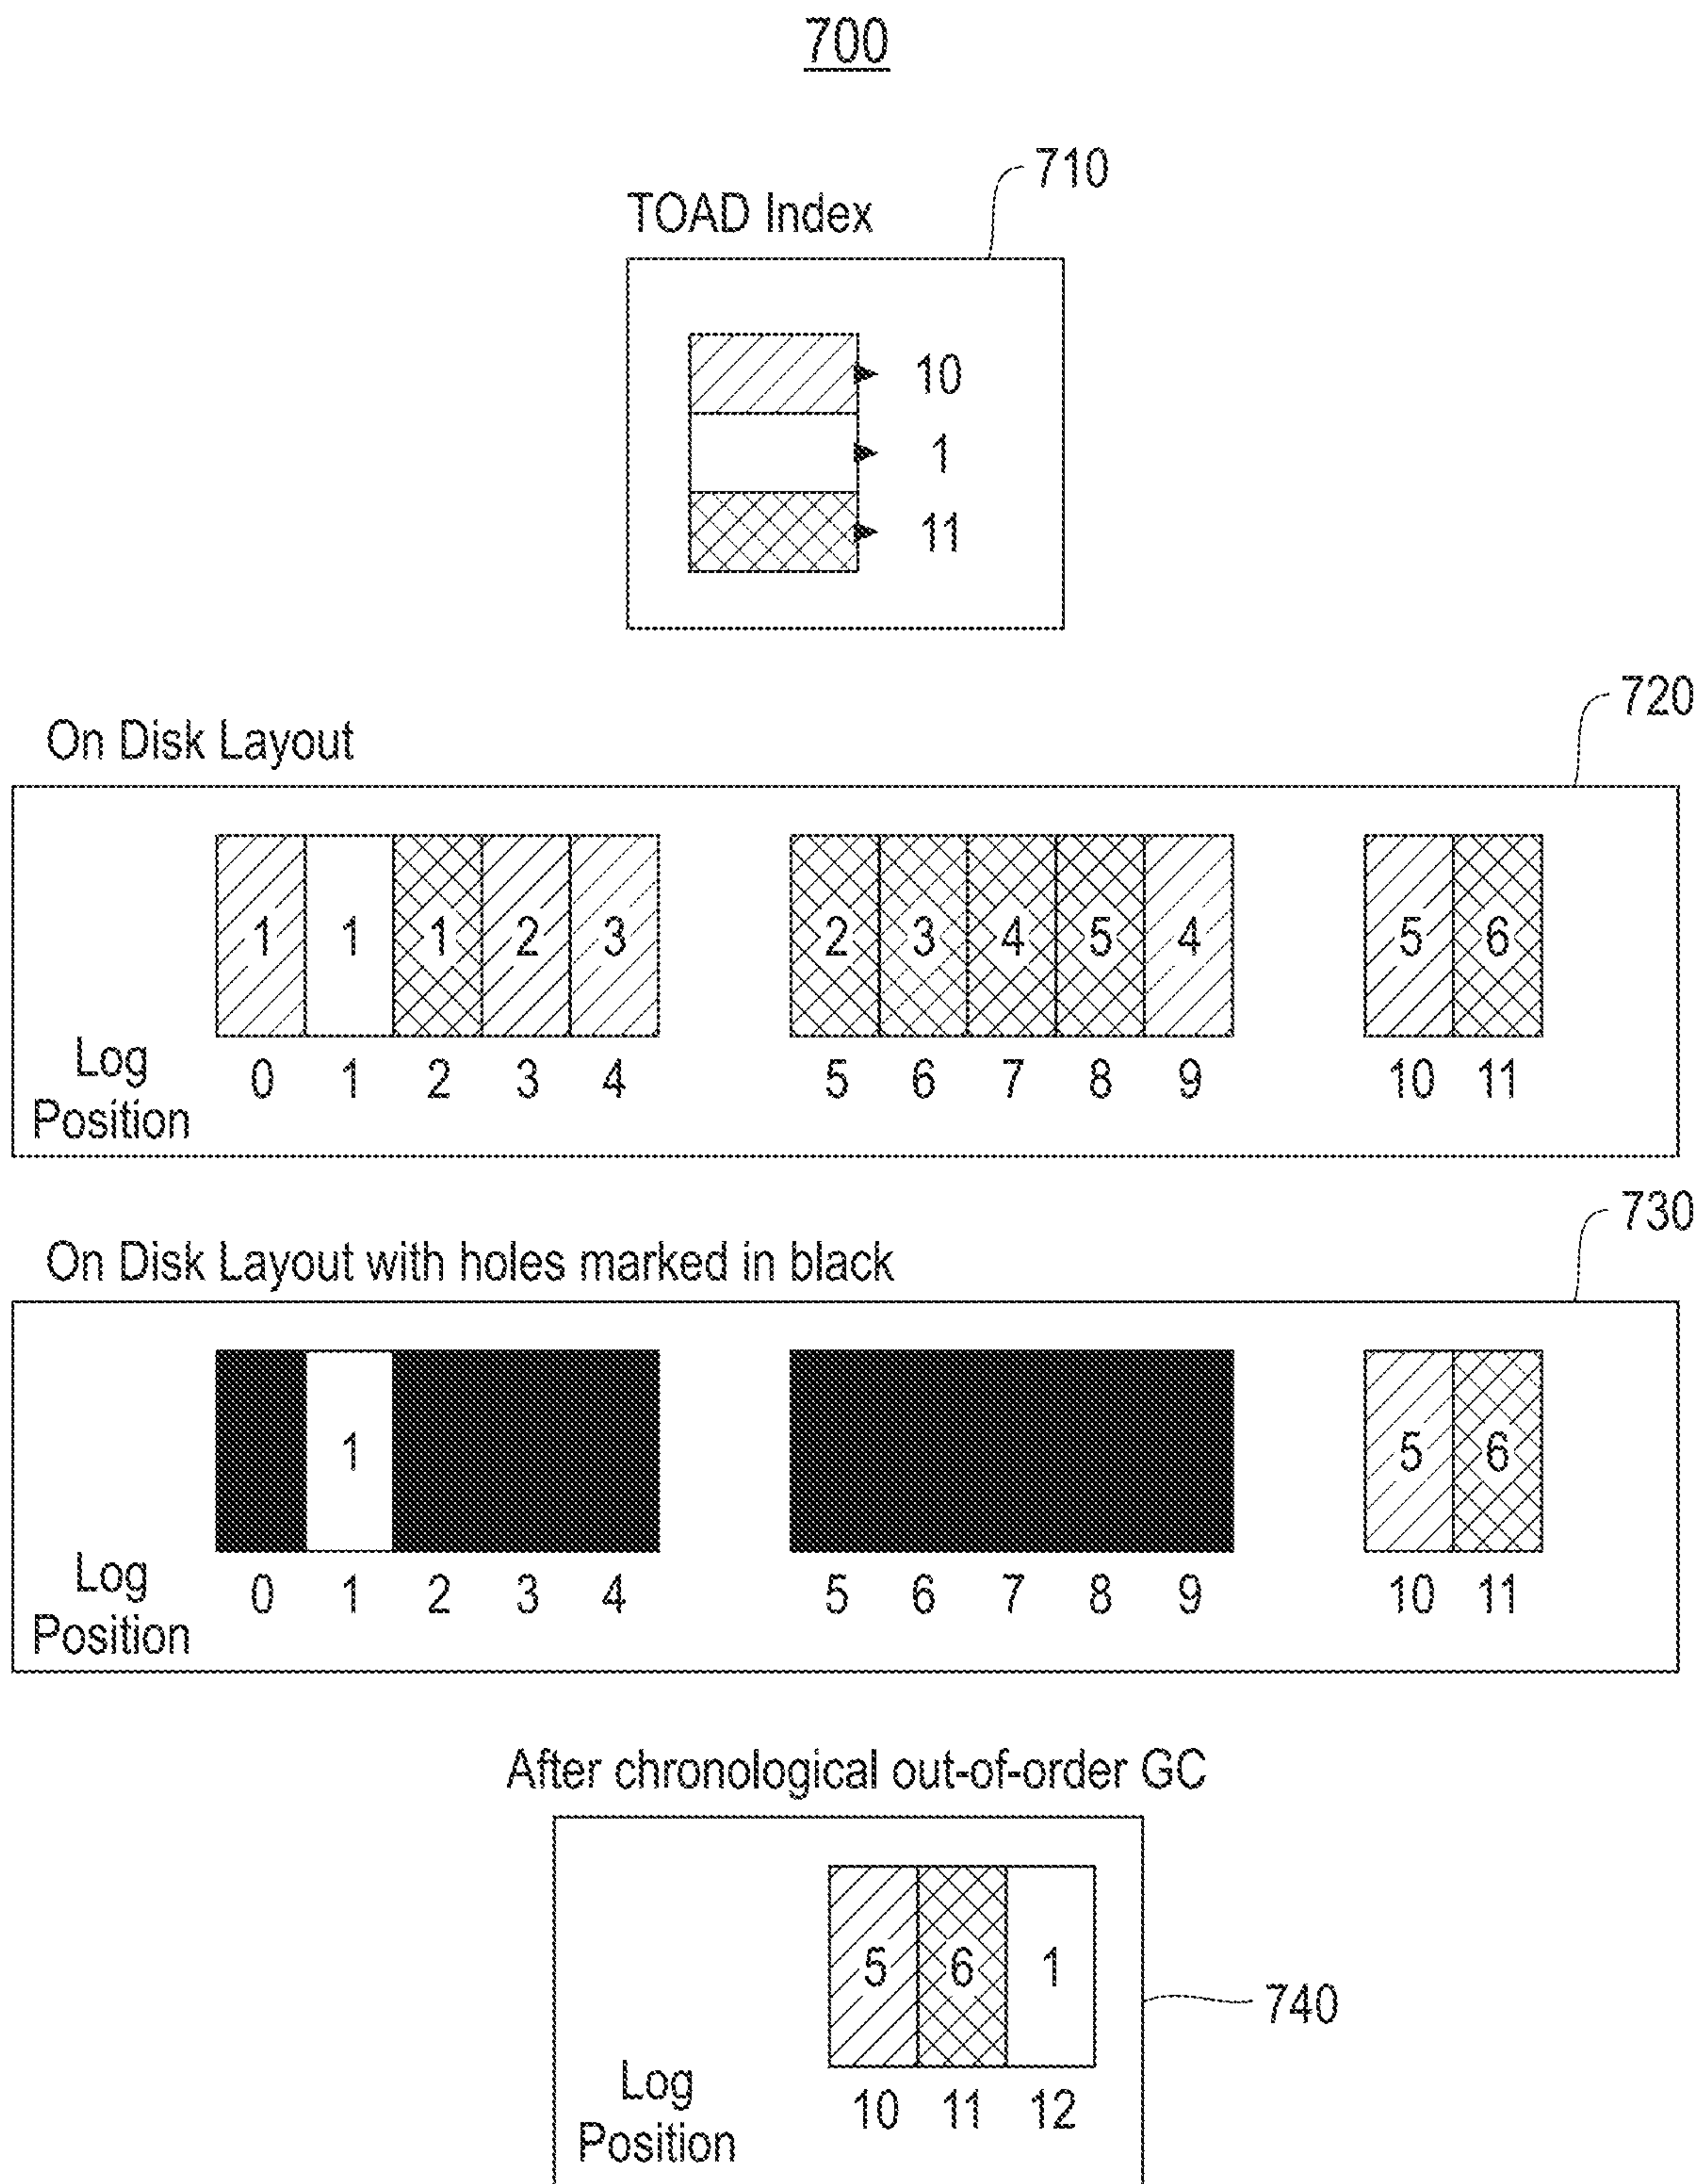 700
710
TOAD Index
10
1
11
720
On Disk Layout
1 1 1 2 3 2 3 4 5 4 5 6
Log
Position
0 1 2 3 4 5 6 7 8 9 10 11
730
On Disk Layout with holes marked in black
1 5 6
Log
Position
0 1 2 3 4 5 6 7 8 9 10 11
After chronological out-of-order GC
5 6 1
740
Log
Position
10 11 12